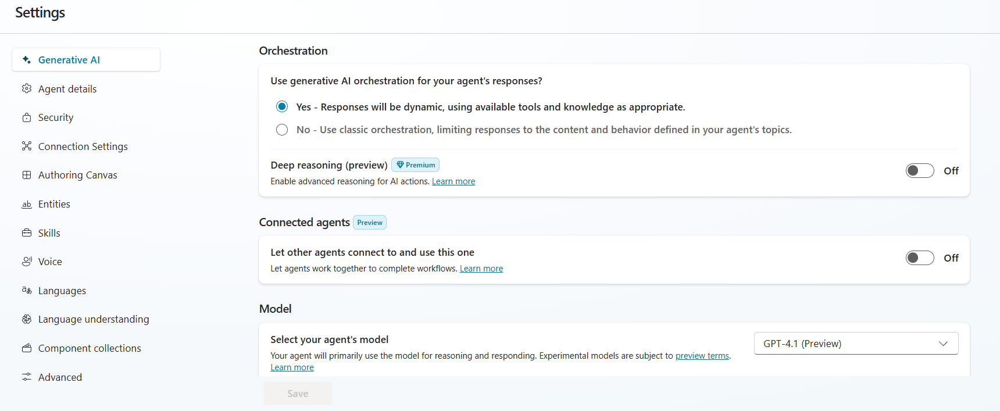 Settings
Generative AI
Agent details
Security
Connection Settings
Authoring Canvas
Entities
Skills
Voice
Languages
Language understanding
Component collections
Advanced
Orchestration
Use generative AI orchestration for your agent's responses?
Yes - Responses will be dynamic, using available tools and knowledge as appropriate.
No - Use classic orchestration, limiting responses to the content and behavior defined in your agent's topics.
Deep reasoning (preview) Premium
Enable advanced reasoning for AI actions. Learn more
Off
Connected agents Preview
Let other agents connect to and use this one
Let agents work together to complete workflows. Learn more
Off
Model
Select your agent's model
Your agent will primarily use the model for reasoning and responding. Experimental models are subject to preview terms.
Learn more
GPT-4.1 (Preview)
Save